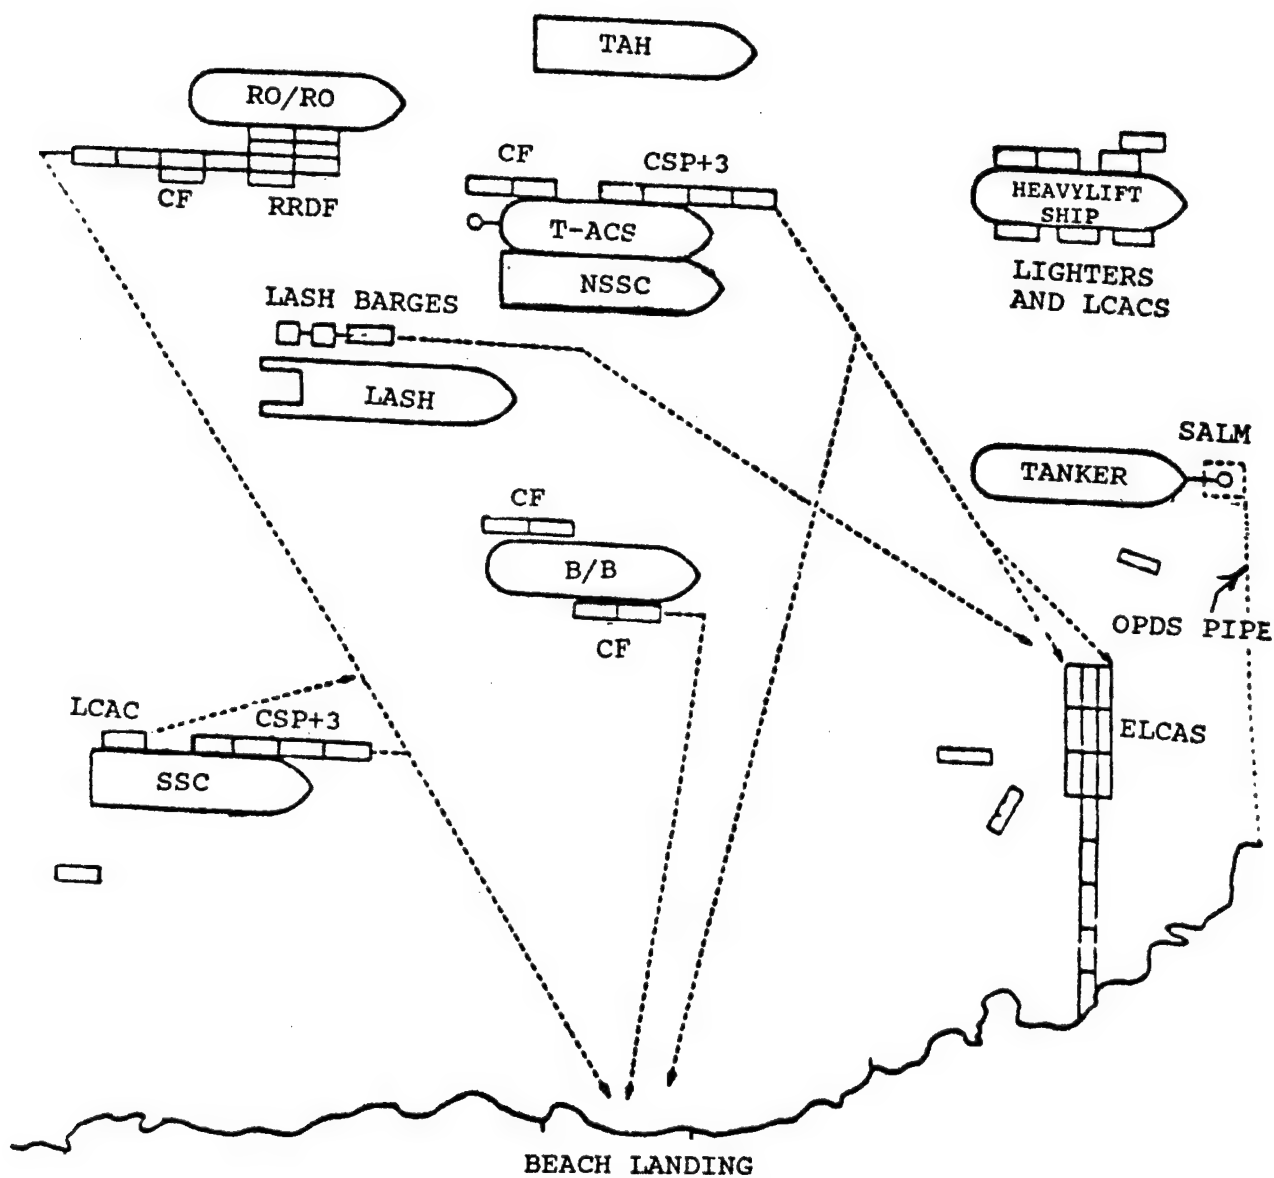 TAH
RO/RO
CF
RRDF
CF
CSP+3
T-ACS
NSSC
HEAVYLIFT
SHIP
LIGHTERS
AND LCACS
LASH BARGES
LASH
SALM
TANKER
CF
B/B
CF
OPDS PIPE
LCAC
CSP+3
SSC
ELCAS
BEACH LANDING